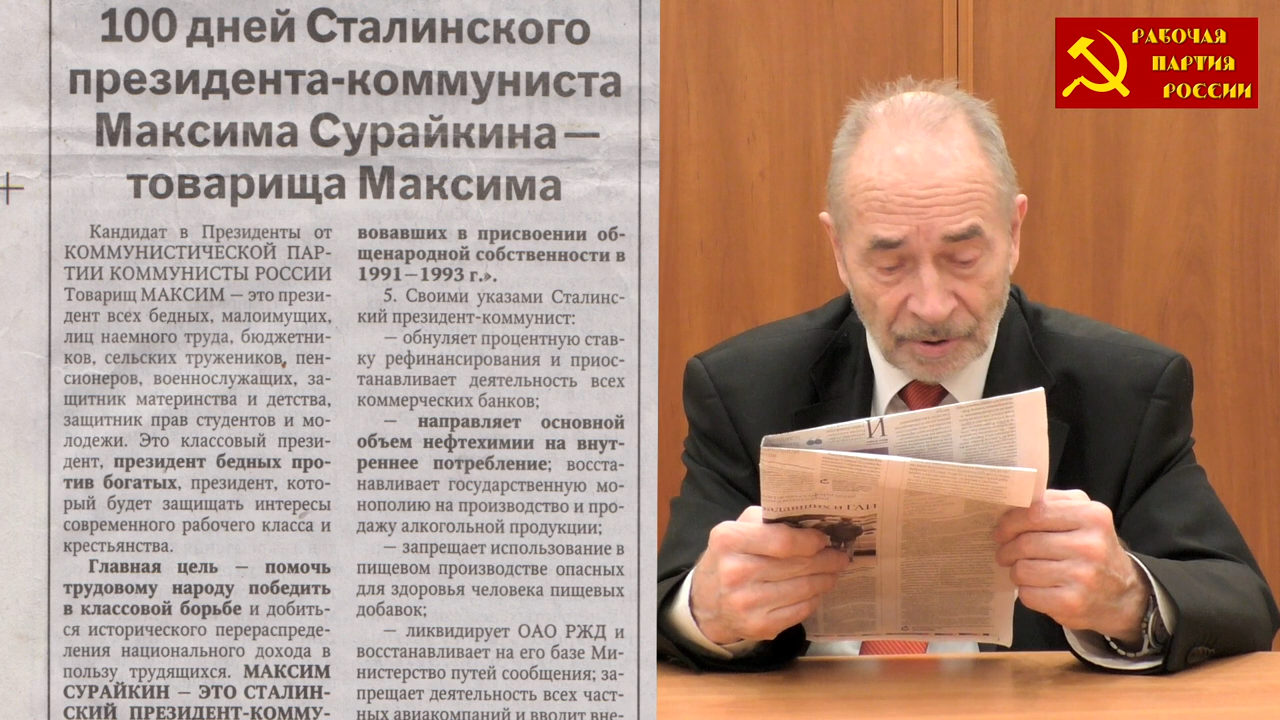 100 дней Сталинского
президента-коммуниста
Максима Сурайкина —
товарища Максима
Кандидат в Президенты от
КОММУНИСТИЧЕСКОЙ ПАР-
ТИИ КОММУНИСТЫ РОССИИ
Товарищ МАКСИМ — это прези-
дент всех бедных, малоимущих,
лиц наемного труда, бюджетни-
ков, сельских тружеников, пен-
сионеров, военнослужащих, за-
щитник материнства и детства,
защитник прав студентов и мо-
лодежи. Это классовый прези-
дент, президент бедных про-
тив богатых, президент, кото-
рый будет защищать интересы
современного рабочего класса и
крестьянства.
Главная цель — помочь
трудовому народу победить
в классовой борьбе и добить-
ся исторического перераспреде-
ления национального дохода в
пользу трудящихся. МАКСИМ
СУРАЙКИН — ЭТО СТАЛИН-
СКИЙ ПРЕЗИДЕНТ-КОММУ-
вовавших в присвоении об-
щенародной собственности в
1991—1993 г.».
5. Своими указами Сталинс-
кий президент-коммунист:
— обнуляет процентную став-
ку рефинансирования и приос-
танавливает деятельность всех
коммерческих банков;
— направляет основной
объем нефтехимии на внут-
реннее потребление; восста-
навливает государственную мо-
нополию на производство и про-
дажу алкогольной продукции;
— запрещает использование в
пищевом производстве опасных
для здоровья человека пищевых
добавок;
— ликвидирует ОАО РЖД и
восстанавливает на его базе Ми-
нистерство путей сообщения; за-
прещает деятельность всех част-
ных авиакомпаний и вводит вне-
РАБОЧАЯ
ПАРТИЯ
РОССИИ